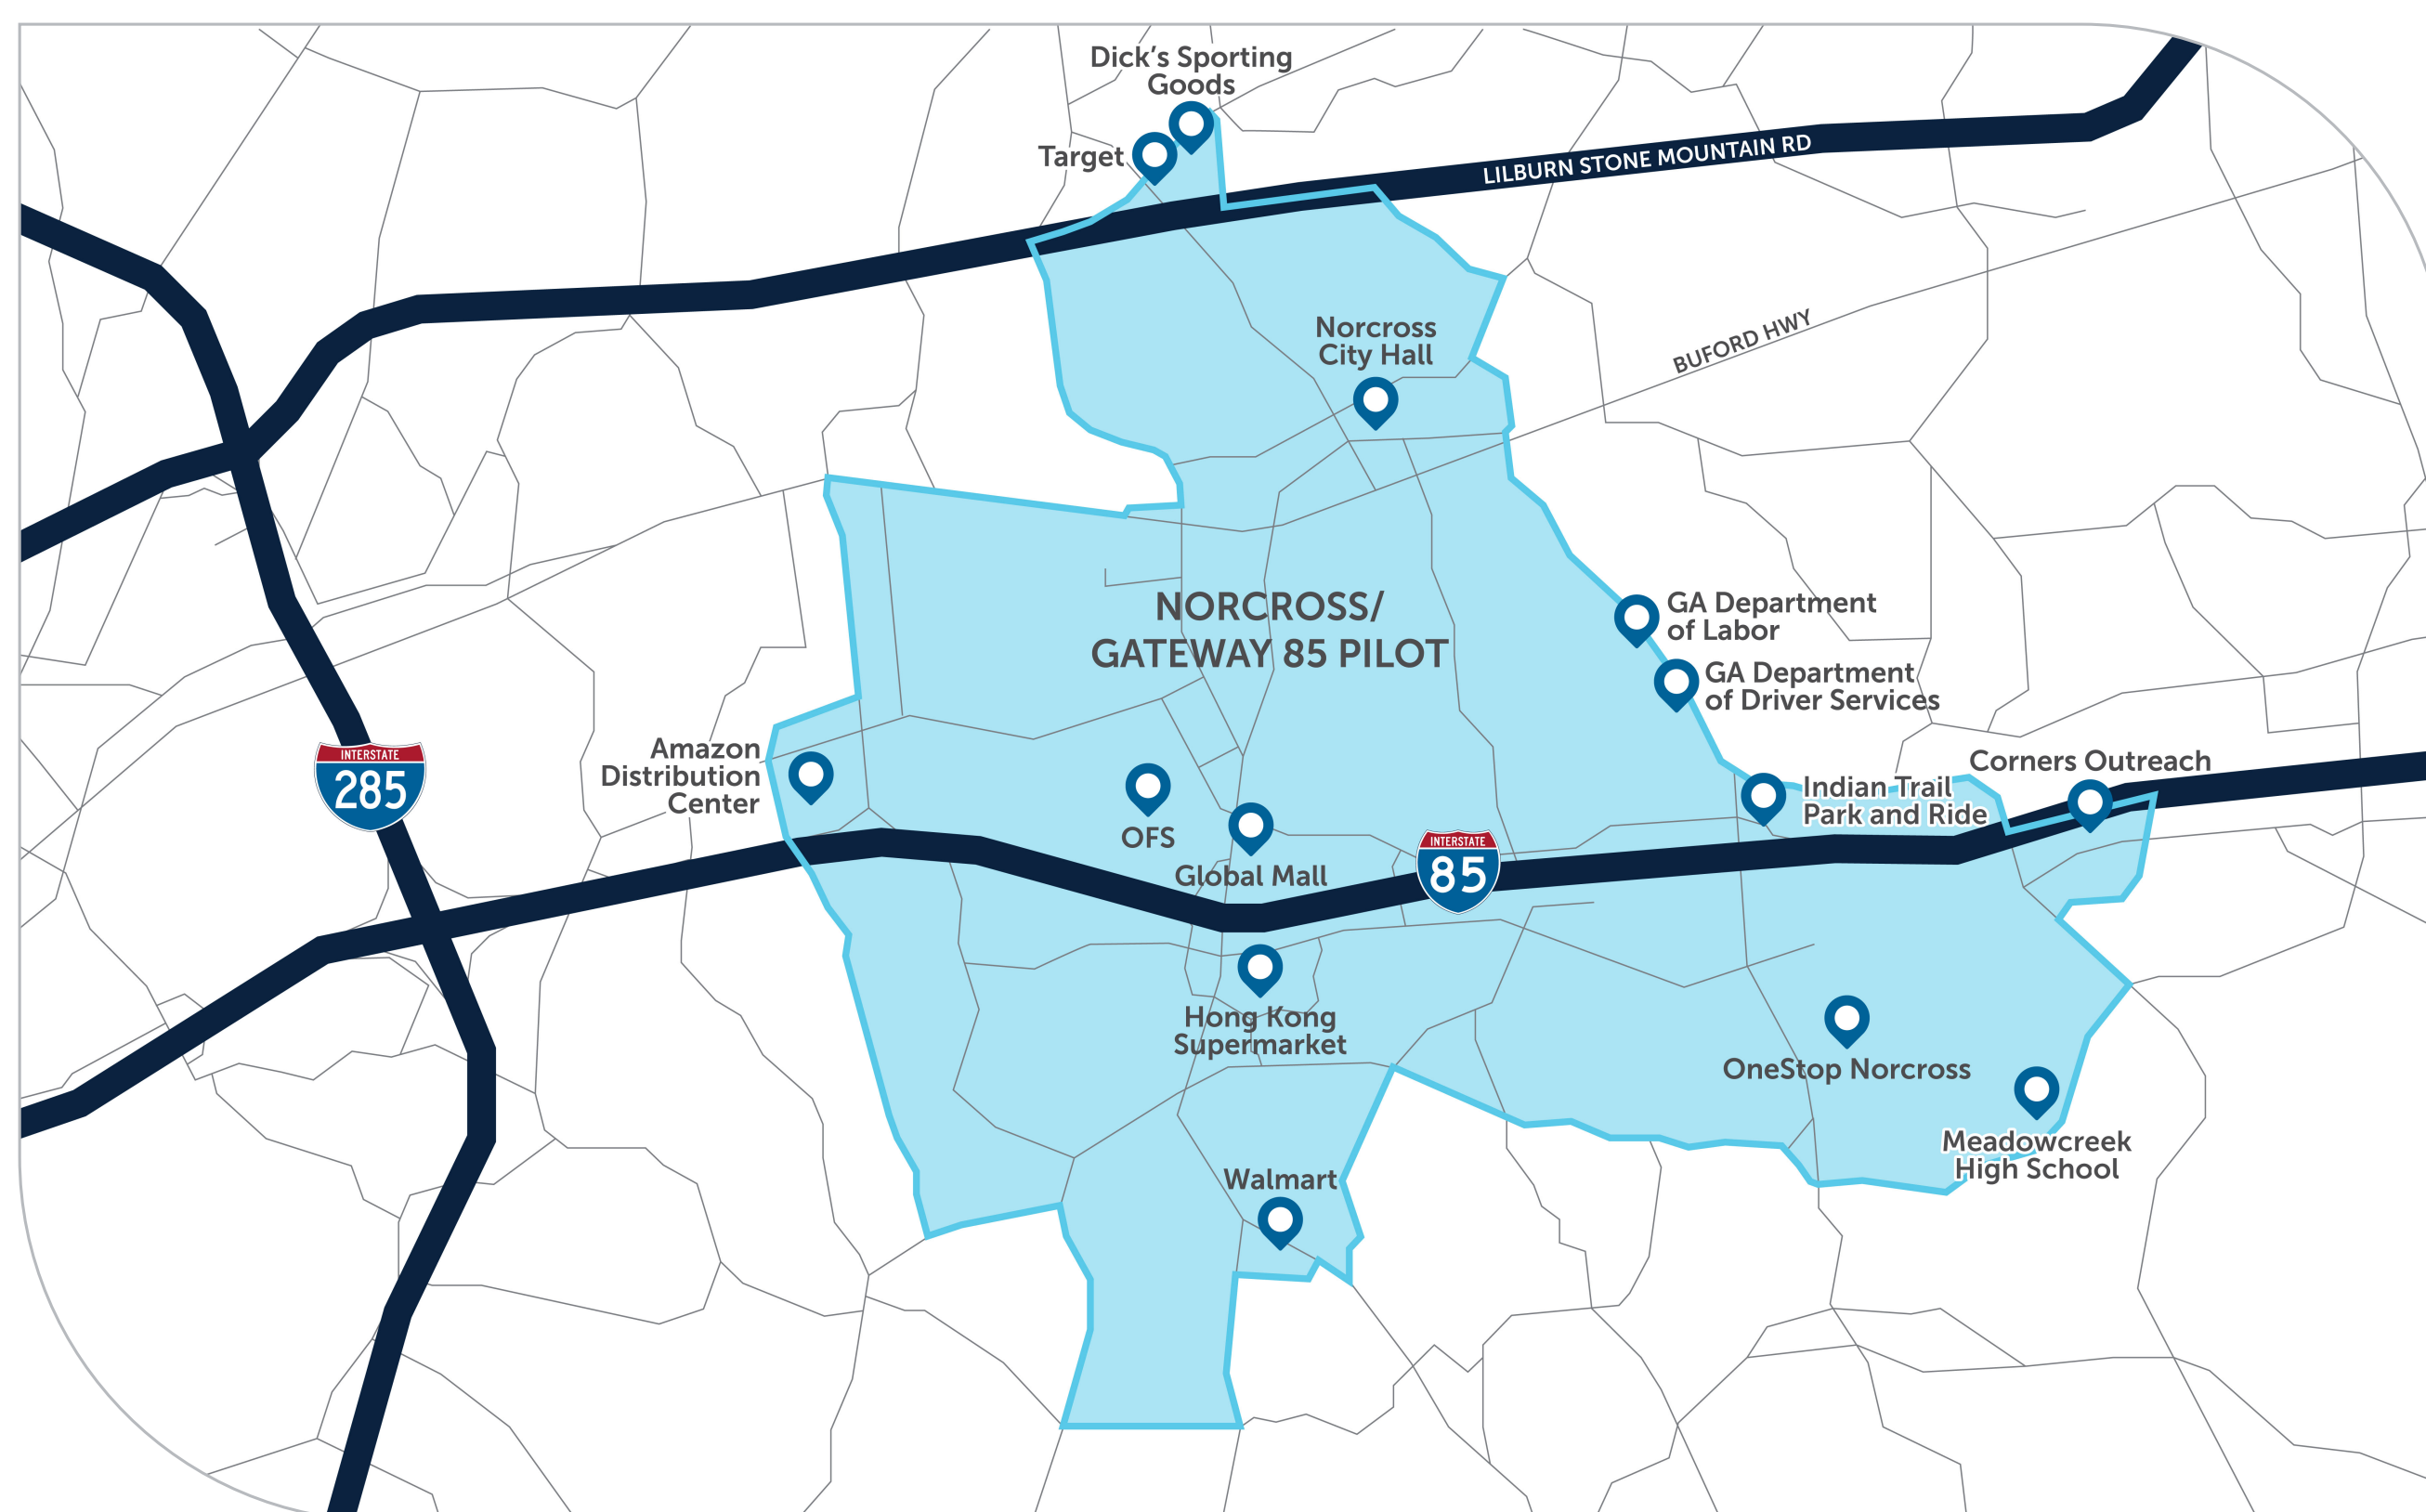 Dick's Sporting
Goods
Target
LILBURN STONE MOUNTAIN RD
Norcross
City Hall
BUFORD HWY
NORCROSS/
GATEWAY 85 PILOT
GA Department
of Labor
GA Department
of Driver Services
Amazon
Distribution
Center
INTERSTATE
285
OFS
Global Mall
INTERSTATE
85
Indian Trail
Park and Ride
Corners Outreach
Hong Kong
Supermarket
OneStop Norcross
Meadowcreek
High School
Walmart